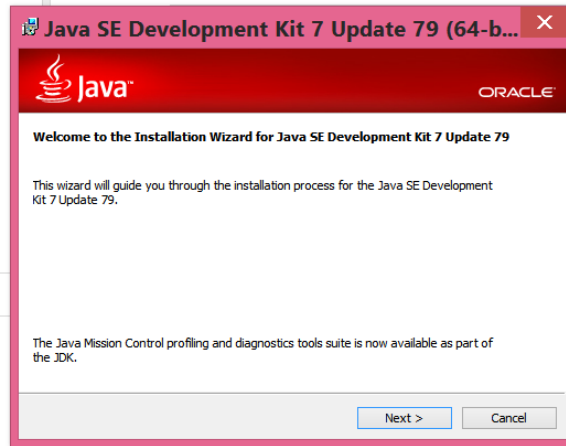 Java SE Development Kit 7 Update 79 (64-b...
Java™
ORACLE®
Welcome to the Installation Wizard for Java SE Development Kit 7 Update 79
This wizard will guide you through the installation process for the Java SE Development
Kit 7 Update 79.
The Java Mission Control profiling and diagnostics tools suite is now available as part of
the JDK.
Next >
Cancel